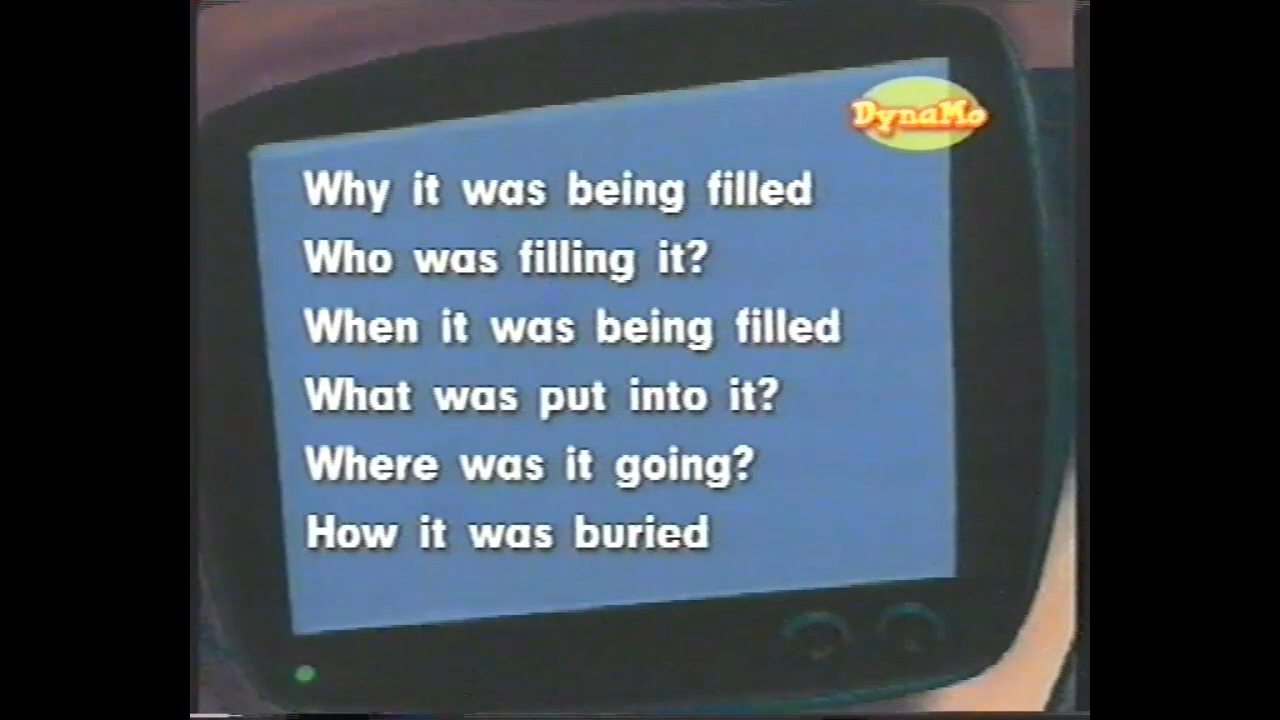 DynaMo
Why it was being filled
Who was filling it?
When it was being filled
What was put into it?
Where was it going?
How it was buried